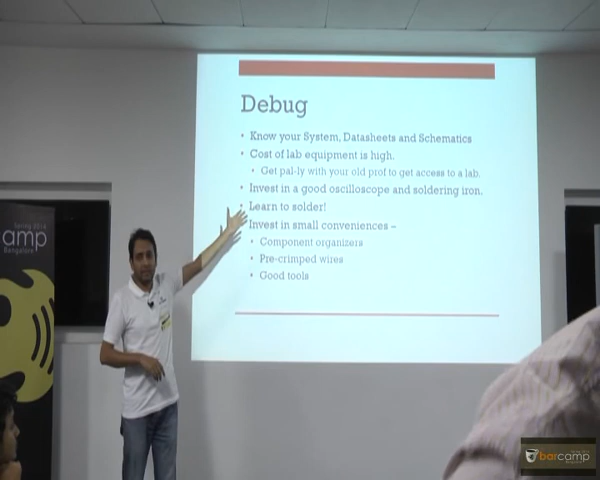 Debug
• Know your System, Datasheets and Schematics
• Cost of lab equipment is high.
• Get pal-ly with your old prof to get access to a lab.
• Invest in a good oscilloscope and soldering iron.
• Learn to solder!
Invest in small conveniences –
• Component organizers
• Pre-crimped wires
• Good tools
Spring
amp
Bangalore
barcamp